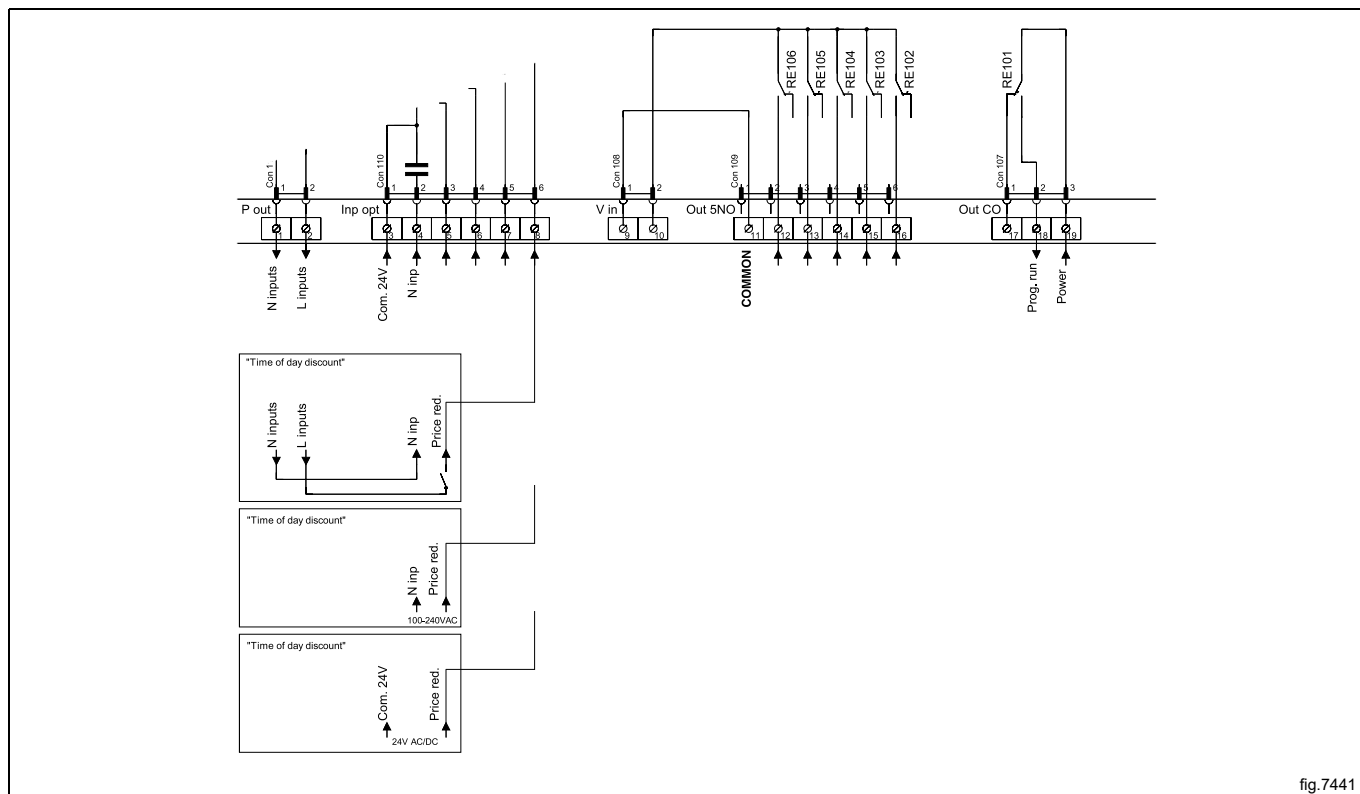 RE106
RE105
RE104
RE103
RE102
RE101
Con 1
Con 110
Con 108
Con 109
Con 107
1 2
1 2 3 4 5 6
1 2
1 2 3 4 5 6
1 2 3
P out
Inp opt
V in
Out 5NO
Out CO
1 2
3 4 5 6 7 8
9 10
11 12 13 14 15 16
17 18 19
N inputs
L inputs
Com. 24V
N inp
COMMON
Prog. run
Power
"Time of day discount"
N inputs
L inputs
N inp
Price red.
"Time of day discount"
N inp
Price red.
100-240VAC
"Time of day discount"
Com. 24V
Price red.
24V AC/DC
fig.7441